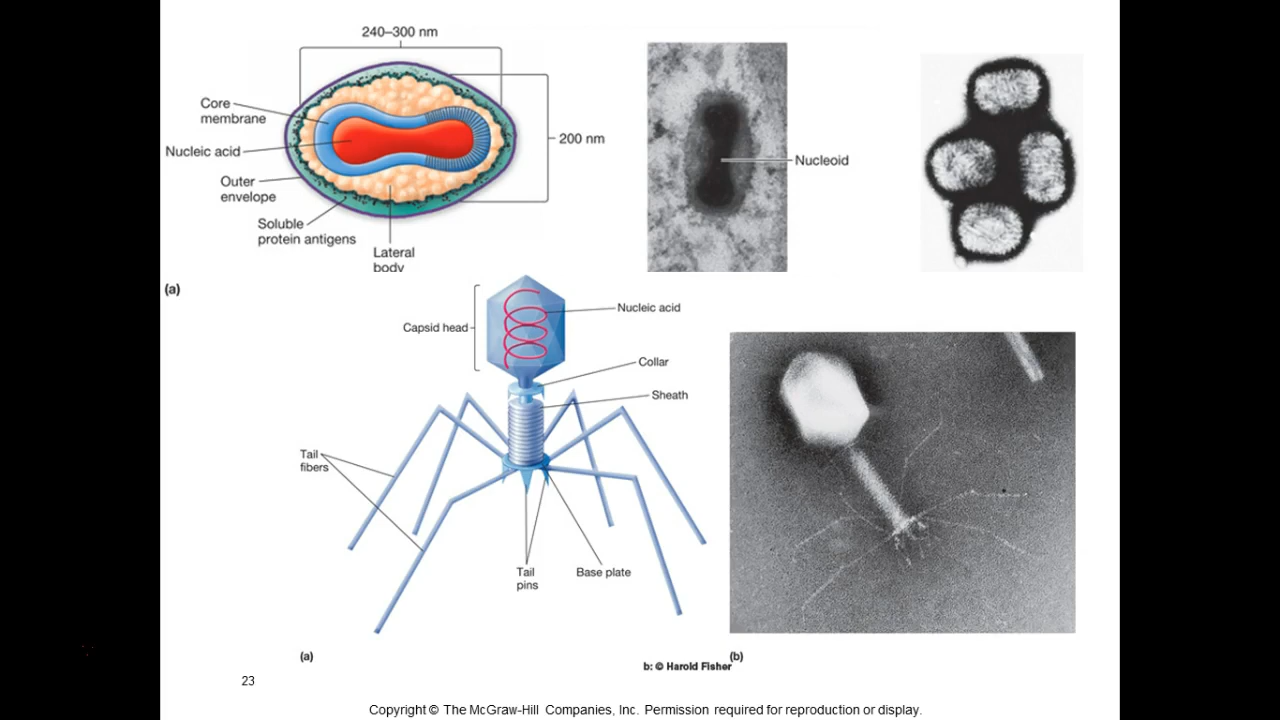 240–300 nm
Core
membrane
Nucleic acid
Outer
envelope
Soluble
protein antigens
Lateral
body
200 nm
Nucleoid
(a)
Capsid head
Nucleic acid
Collar
Sheath
Tail
fibers
Tail
pins
Base plate
(a)
(b)
b: © Harold Fisher
23
Copyright © The McGraw-Hill Companies, Inc. Permission required for reproduction or display.